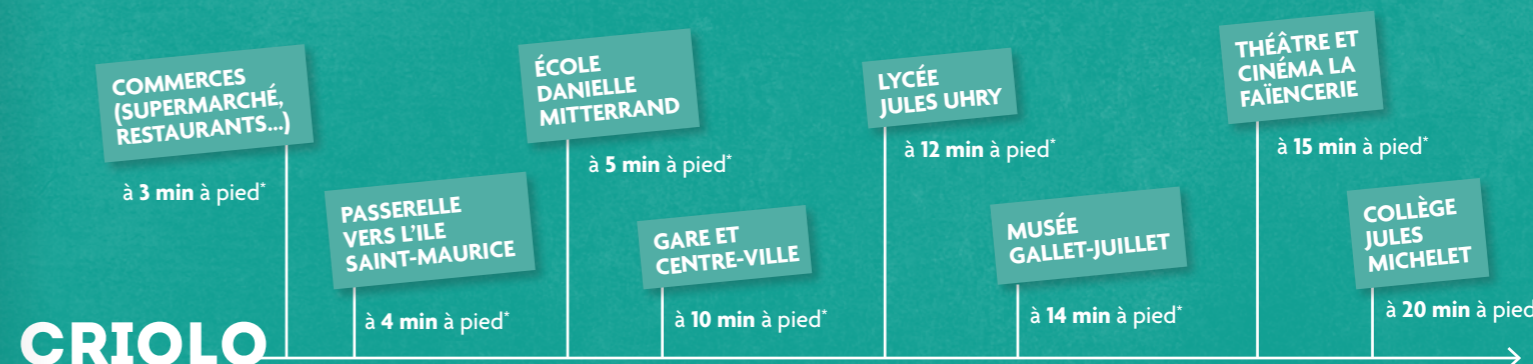 COMMERCES
(SUPERMARCHÉ,
RESTAURANTS...)
à 3 min à pied*
PASSERELLE
VERS L'ILE
SAINT-MAURICE
à 4 min à pied*
ÉCOLE
DANIELLE
MITTERRAND
à 5 min à pied*
GARE ET
CENTRE-VILLE
à 10 min à pied*
LYCÉE
JULES UHRY
à 12 min à pied*
MUSÉE
GALLET-JUILLET
à 14 min à pied*
THÉÂTRE ET
CINÉMA LA
FAÏENCERIE
à 15 min à pied*
COLLÈGE
JULES
MICHELET
à 20 min à pied
CRIOLO